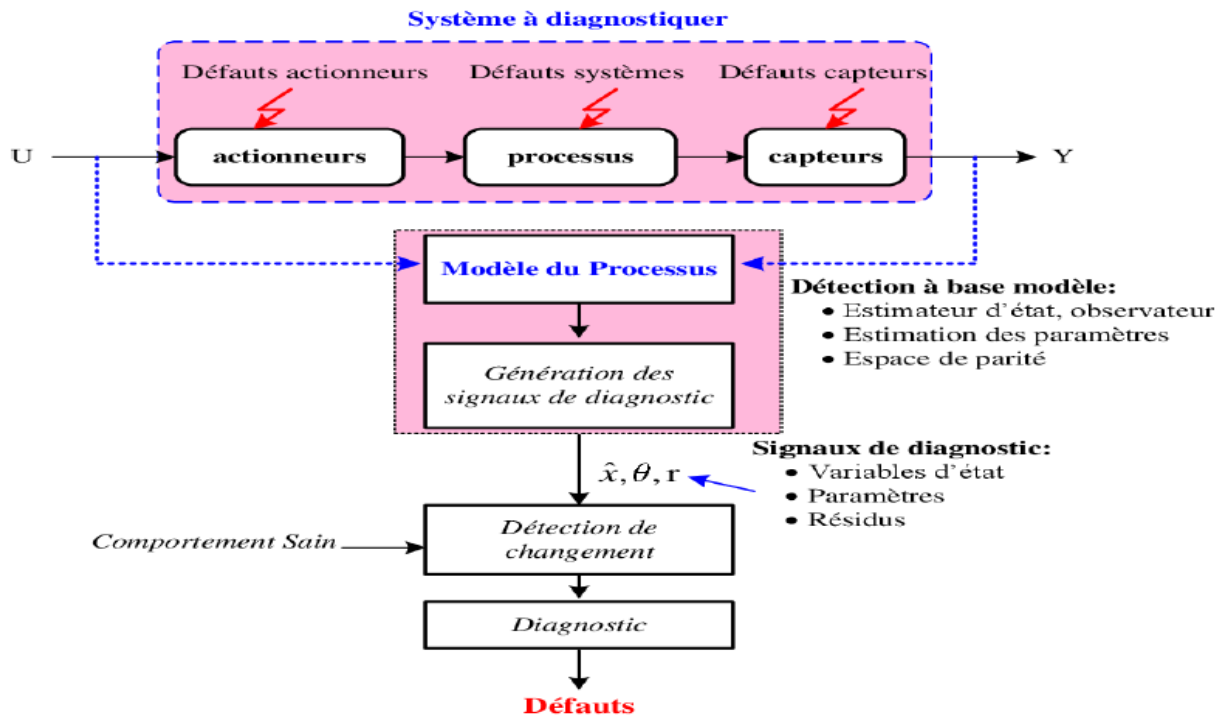 Système à diagnostiquer
Défauts actionneurs
Défauts systèmes
Défauts capteurs
U
actionneurs
processus
capteurs
Y
Modèle du Processus
Détection à base modèle:
• Estimateur d'état, observateur
• Estimation des paramètres
• Espace de parité
Génération des
signaux de diagnostic
Signaux de diagnostic:
• Variables d'état
• Paramètres
• Résidus
x̂, θ, r
Comportement Sain
Détection de
changement
Diagnostic
Défauts